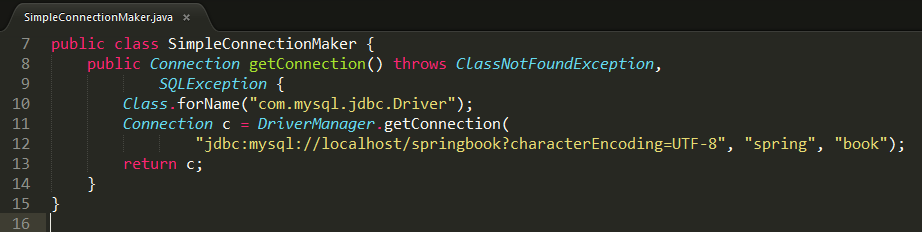 SimpleConnectionMaker.java ×
7 public class SimpleConnectionMaker {
8 public Connection getConnection() throws ClassNotFoundException,
9 SQLException {
10 Class.forName("com.mysql.jdbc.Driver");
11 Connection c = DriverManager.getConnection(
12 "jdbc:mysql://localhost/springbook?characterEncoding=UTF-8", "spring", "book");
13 return c;
14 }
15 }
16